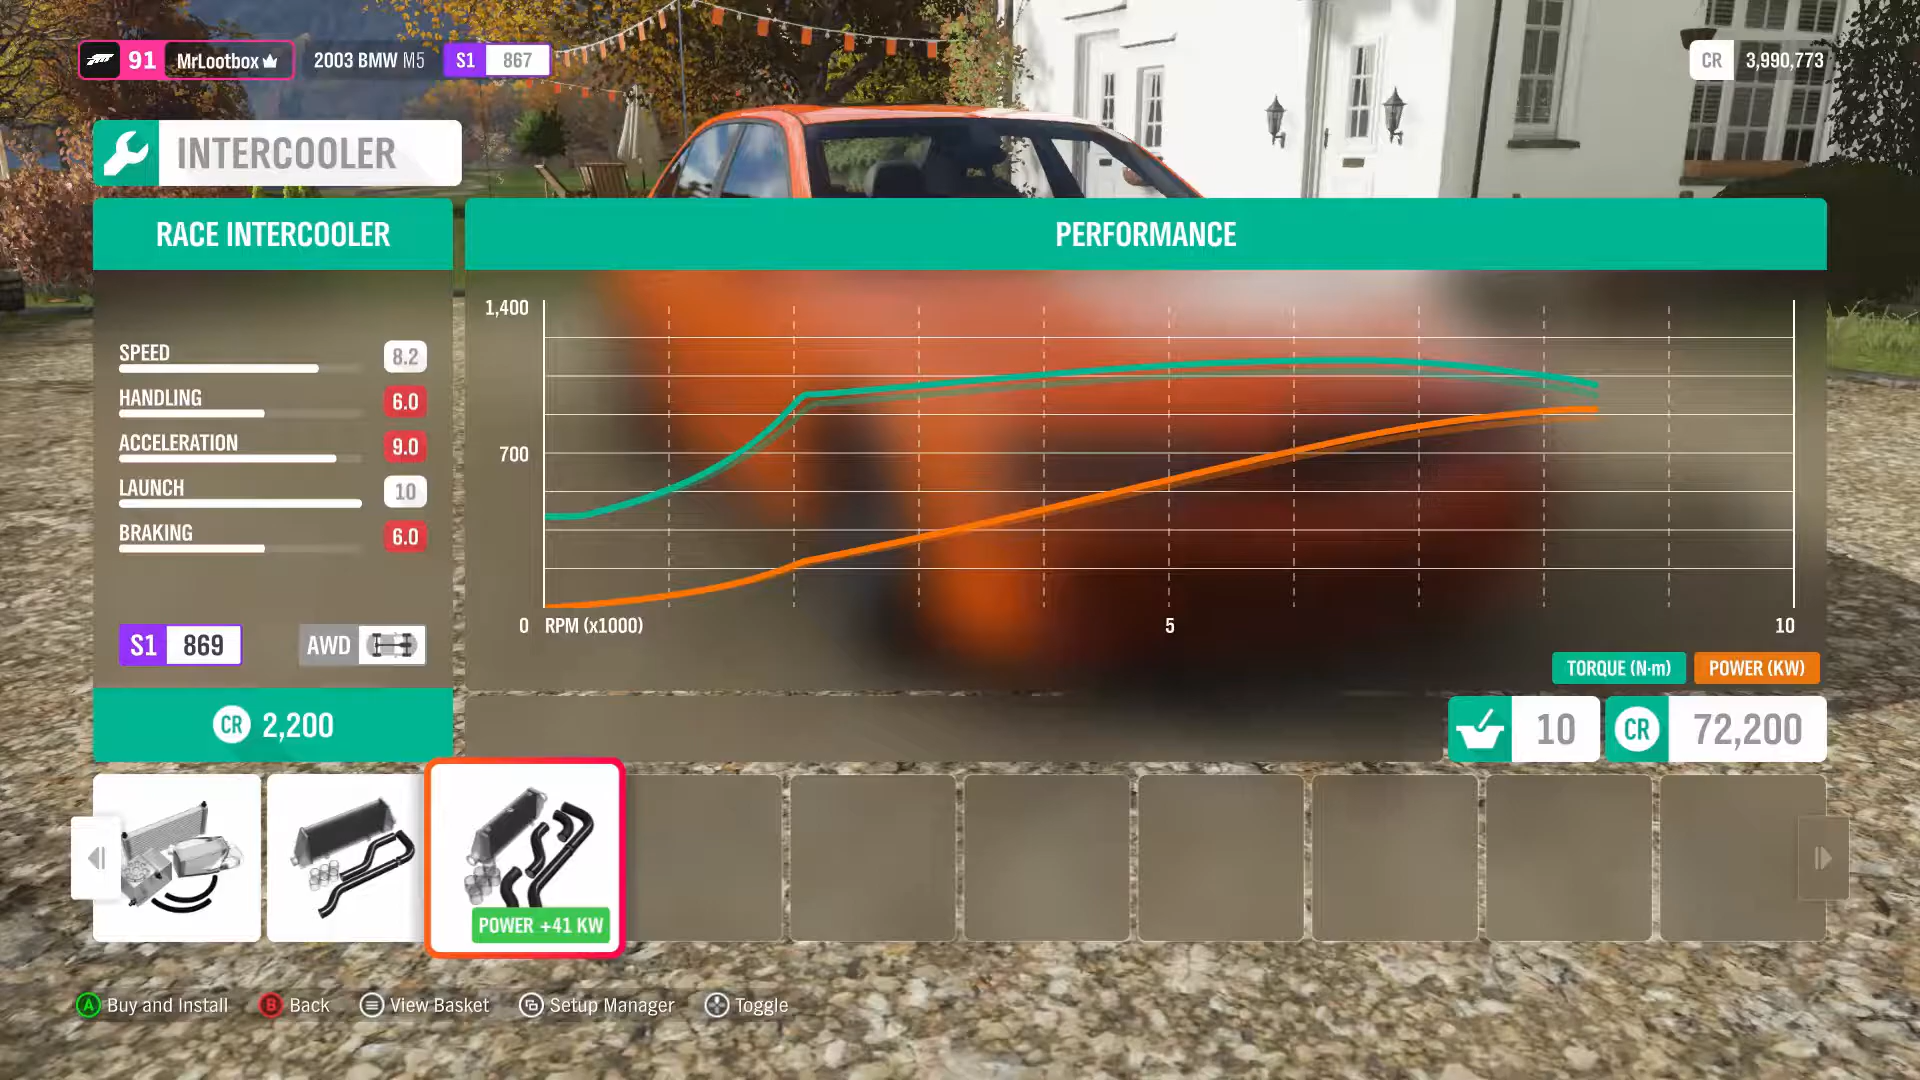 91 MrLootbox 2003 BMW M5 S1 867
CR 3,990,773
INTERCOOLER
RACE INTERCOOLER
SPEED 8.2
HANDLING 6.0
ACCELERATION 9.0
LAUNCH 10
BRAKING 6.0
S1 869 AWD
CR 2,200
PERFORMANCE
1,400
700
0 RPM (x1000) 5 10
TORQUE (N·m) POWER (KW)
10 CR 72,200
POWER +41 KW
A Buy and Install B Back View Basket Setup Manager Toggle